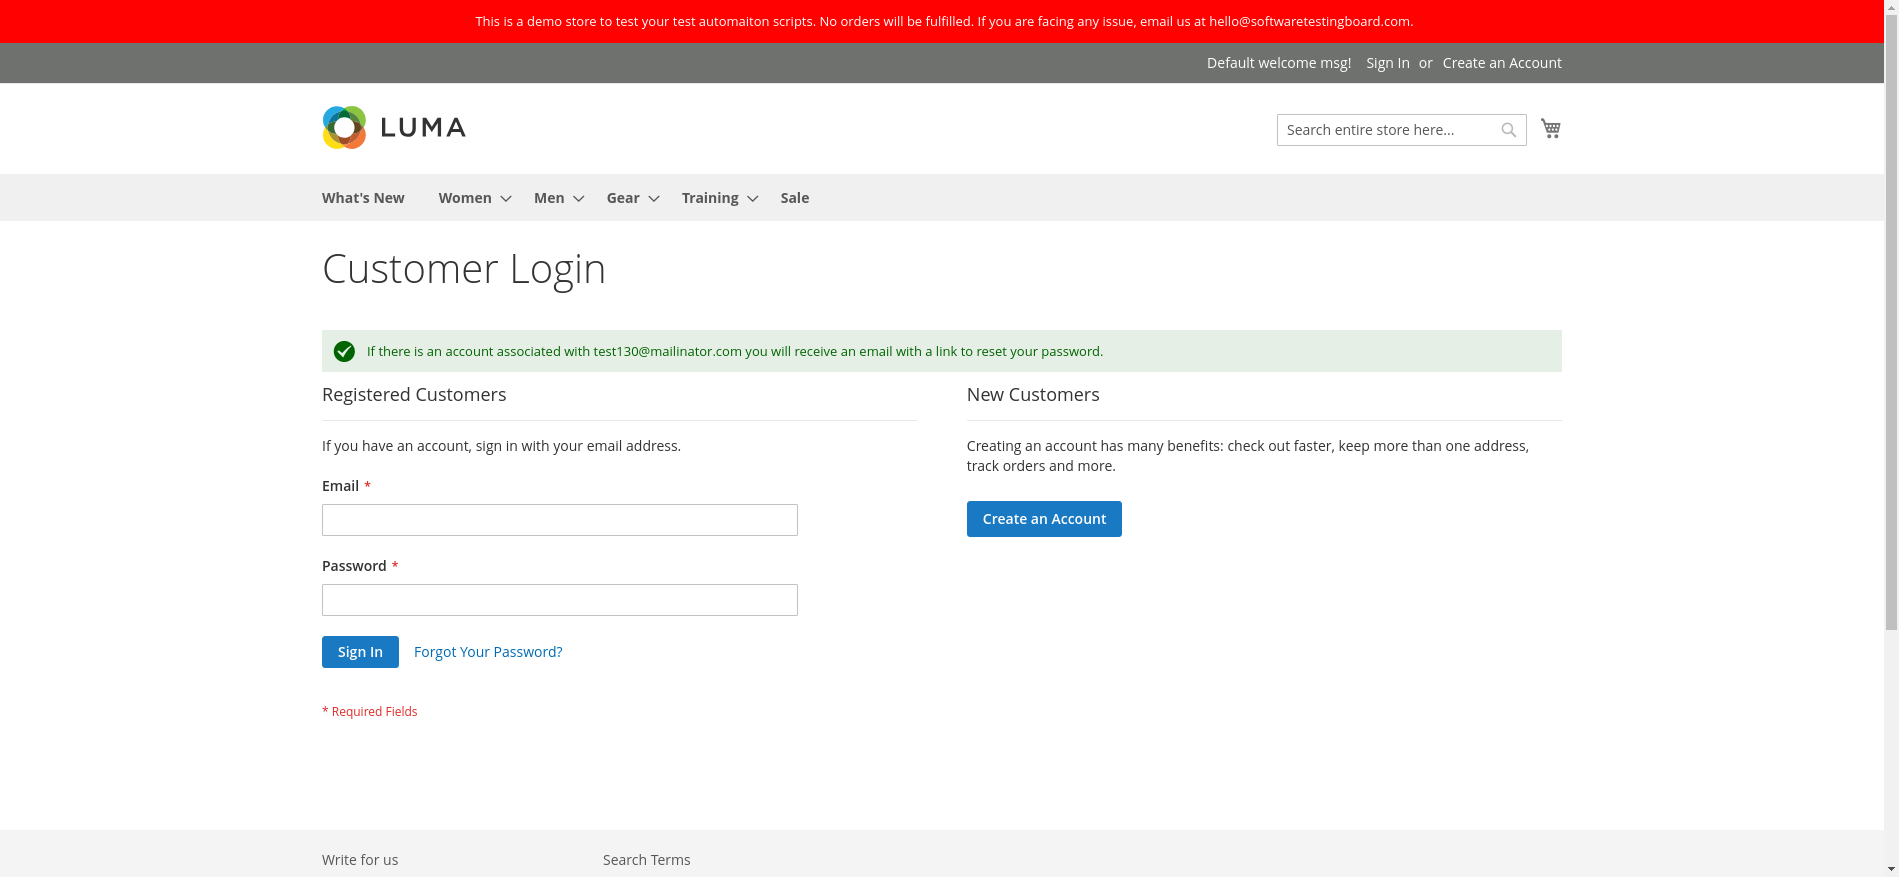 This is a demo store to test your test automaiton scripts. No orders will be fulfilled. If you are facing any issue, email us at hello@softwaretestingboard.com.
Default welcome msg! Sign In or Create an Account
LUMA
Search entire store here...
What's New Women Men Gear Training Sale
Customer Login
If there is an account associated with test130@mailinator.com you will receive an email with a link to reset your password.
Registered Customers
If you have an account, sign in with your email address.
Email *
Password *
Sign In Forgot Your Password?
* Required Fields
New Customers
Creating an account has many benefits: check out faster, keep more than one address,
track orders and more.
Create an Account
Write for us
Search Terms